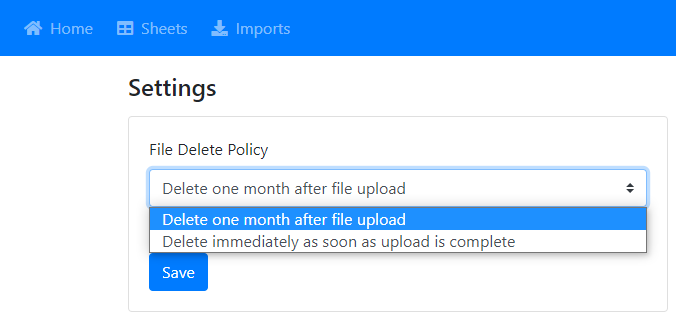 Home Sheets Imports
Settings
File Delete Policy
Delete one month after file upload
Delete one month after file upload
Delete immediately as soon as upload is complete
Save